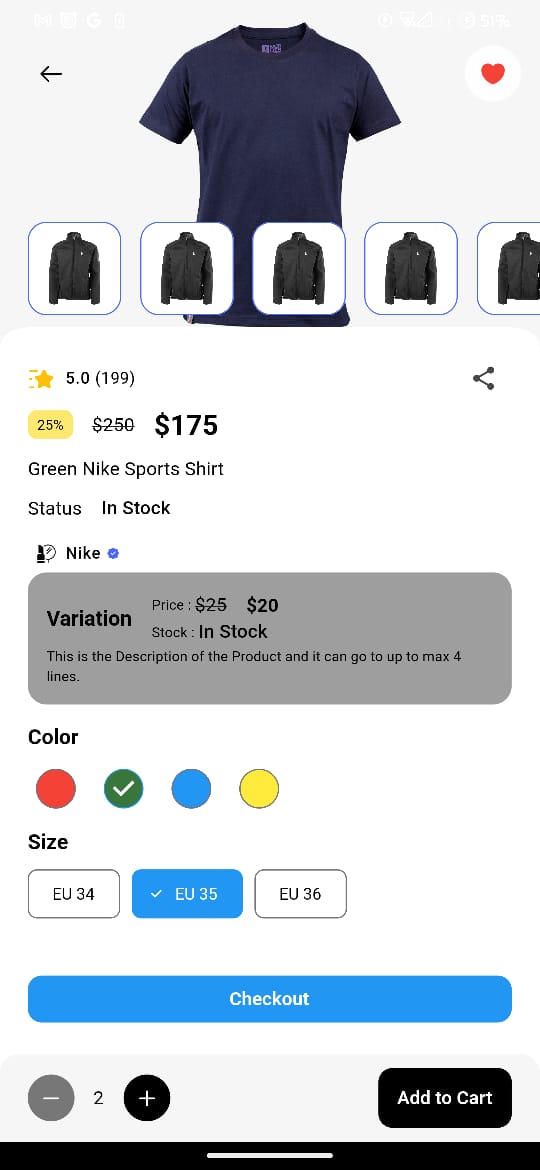 51%
5.0 (199)
25% $250 $175
Green Nike Sports Shirt
Status In Stock
Nike
Variation
Price : $25 $20
Stock : In Stock
This is the Description of the Product and it can go to up to max 4
lines.
Color
Size
EU 34 EU 35 EU 36
Checkout
2 Add to Cart